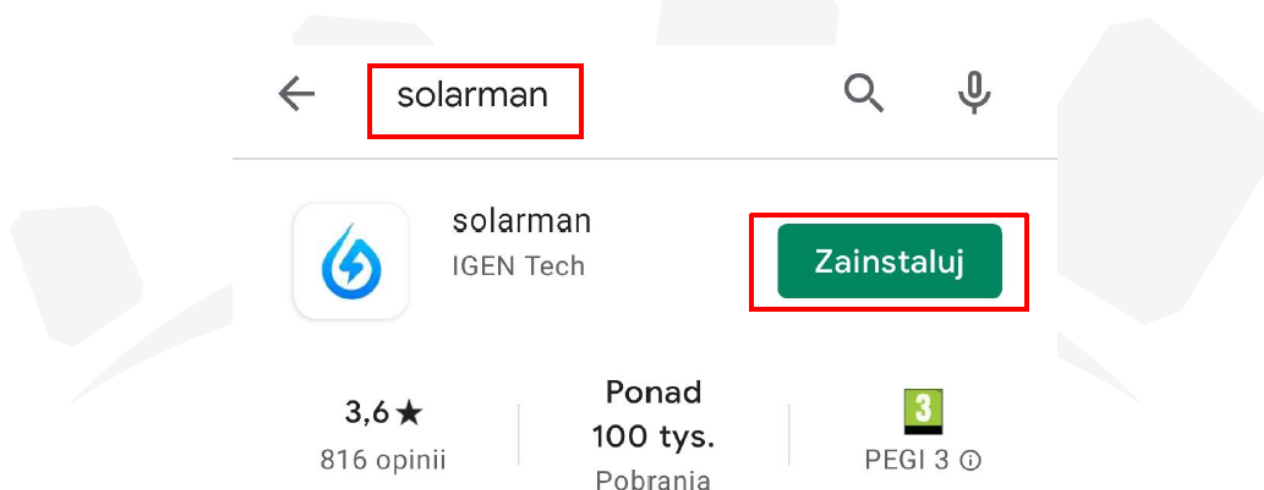 solarman
solarman
IGEN Tech
Zainstaluj
3,6★
816 opinii
Ponad
100 tys.
Pobrania
3
PEGI 3